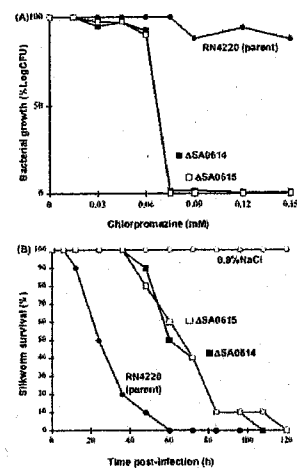 (A)
100
50
0
Bacterial growth (%LogCFU)
RN4220 (parent)
ΔSA0614
ΔSA0615
0.03 0.06 0.09 0.12 0.15
Chlorpromazine (mM)
(B)
100
90
80
70
60
50
40
30
20
10
0
Silkworm survival (%)
0.9%NaCl
ΔSA0615
ΔSA0614
RN4220
(parent)
0 20 40 60 80 100 120
Time post-infection (h)